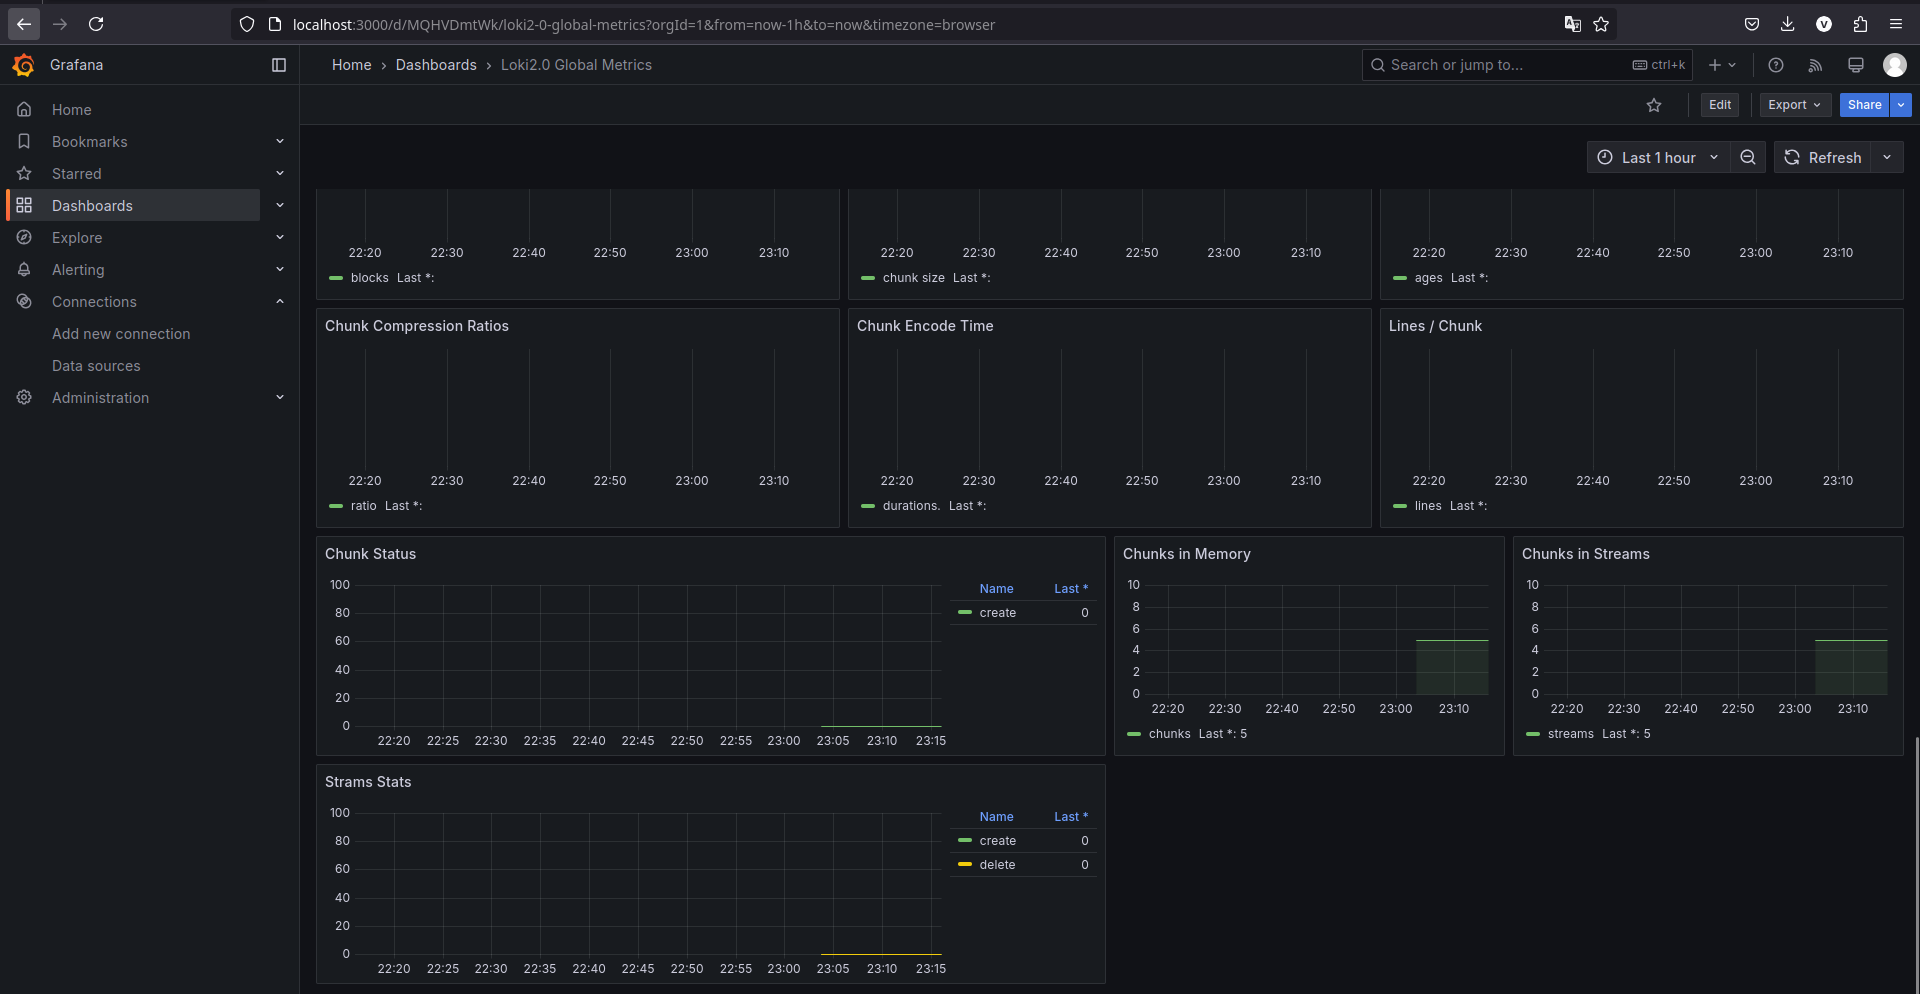 localhost:3000/d/MQHVDmtWk/loki2-0-global-metrics?orgId=1&from=now-1h&to=now&timezone=browser
V
Grafana
Home › Dashboards › Loki2.0 Global Metrics
Search or jump to...
ctrl+k
Edit
Export
Share
Home
Bookmarks
Starred
Dashboards
Explore
Alerting
Connections
Add new connection
Data sources
Administration
Last 1 hour
Refresh
22:20 22:30 22:40 22:50 23:00 23:10
blocks Last *:
22:20 22:30 22:40 22:50 23:00 23:10
chunk size Last *:
22:20 22:30 22:40 22:50 23:00 23:10
ages Last *:
Chunk Compression Ratios
22:20 22:30 22:40 22:50 23:00 23:10
ratio Last *:
Chunk Encode Time
22:20 22:30 22:40 22:50 23:00 23:10
durations. Last *:
Lines / Chunk
22:20 22:30 22:40 22:50 23:00 23:10
lines Last *:
Chunk Status
100
80
60
40
20
0
22:20 22:25 22:30 22:35 22:40 22:45 22:50 22:55 23:00 23:05 23:10 23:15
Name Last *
create 0
Chunks in Memory
10
8
6
4
2
0
22:20 22:30 22:40 22:50 23:00 23:10
chunks Last *: 5
Chunks in Streams
10
8
6
4
2
0
22:20 22:30 22:40 22:50 23:00 23:10
streams Last *: 5
Strams Stats
100
80
60
40
20
0
22:20 22:25 22:30 22:35 22:40 22:45 22:50 22:55 23:00 23:05 23:10 23:15
Name Last *
create 0
delete 0